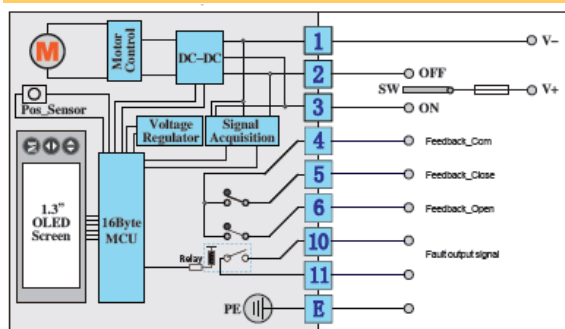 M
Motor
Control
DC-DC
1
V-
2
OFF
SW
V+
3
ON
Pos_Sensor
Voltage
Regulator
Signal
Acquisition
4
Feedback_Com
M
1.3"
OLED
Screen
16Byte
MCU
5
Feedback_Close
6
Feedback_Open
Relay
10
Fault output signal
11
PE
E